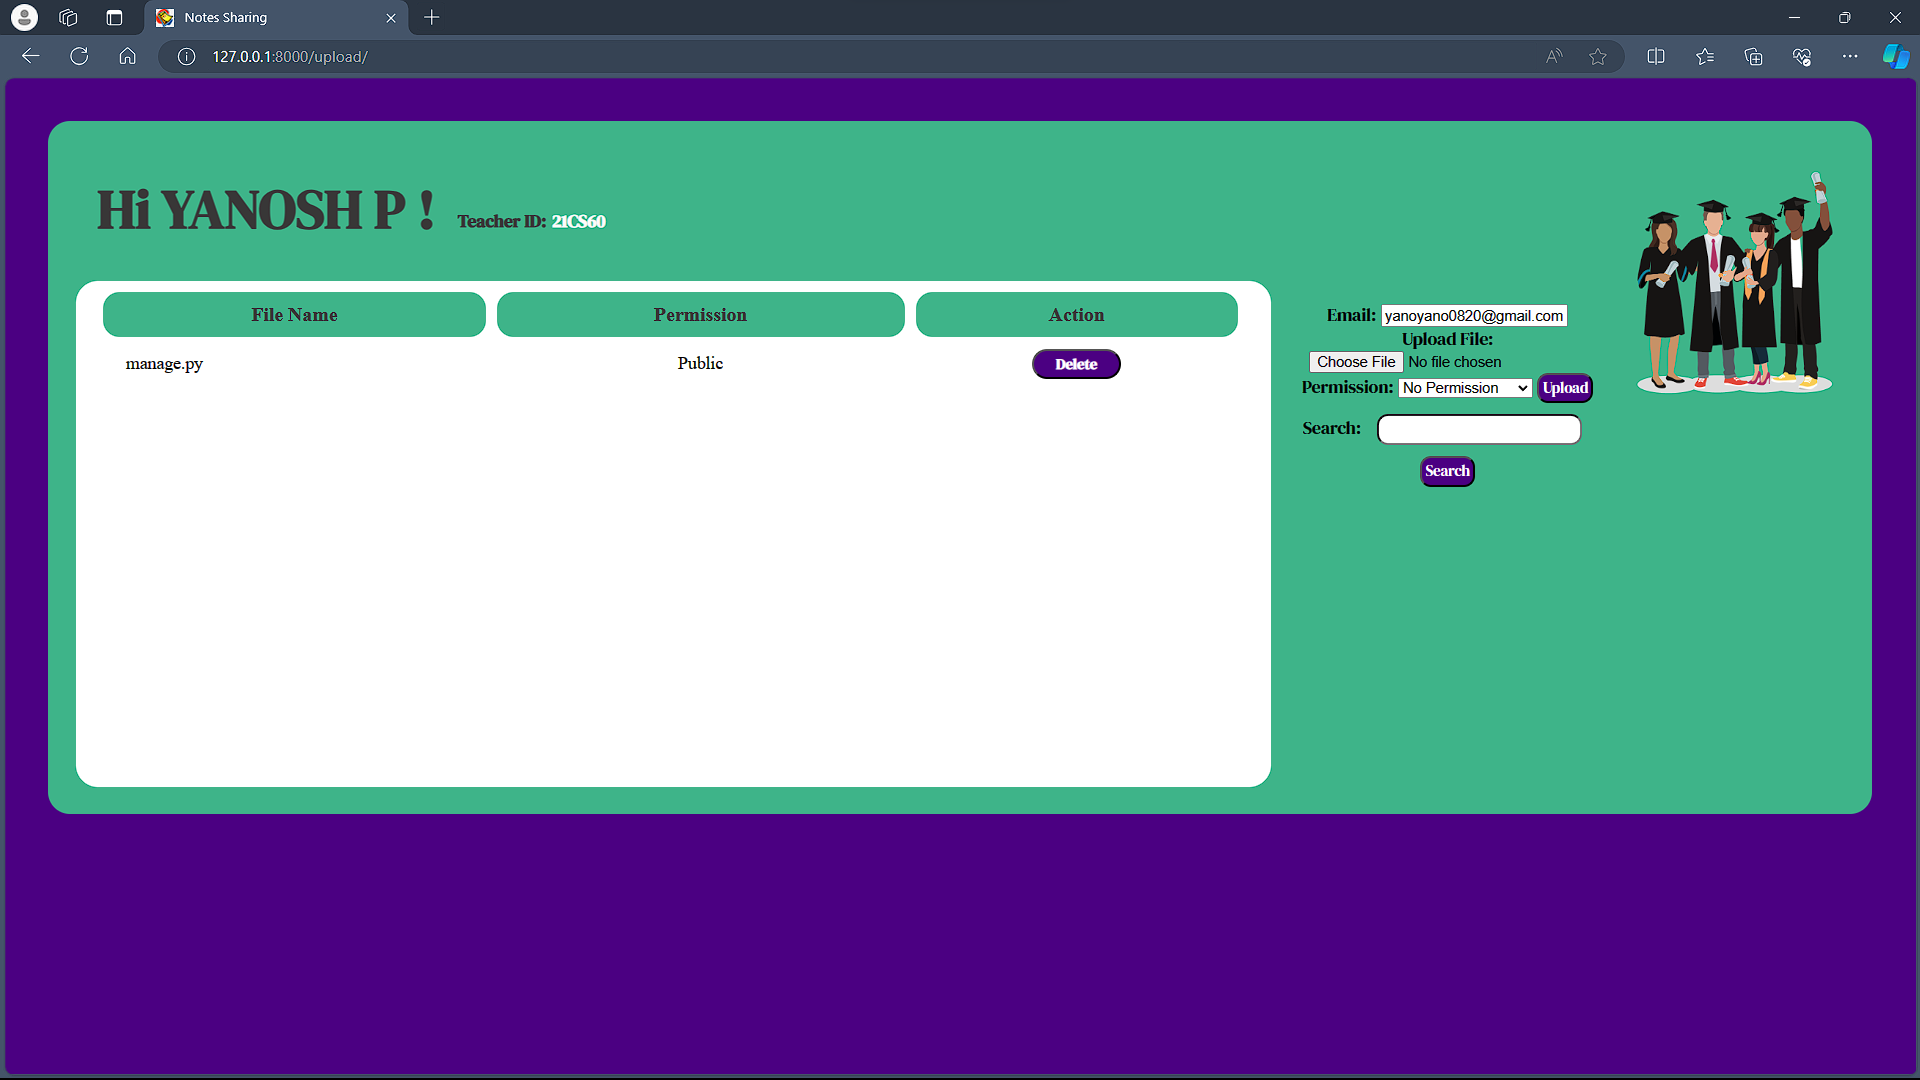 Notes Sharing
127.0.0.1:8000/upload/
Hi YANOSH P ! Teacher ID: 21CS60
File Name Permission Action
manage.py Public Delete
Email: yanoyano0820@gmail.com
Upload File:
Choose File No file chosen
Permission: No Permission Upload
Search:
Search